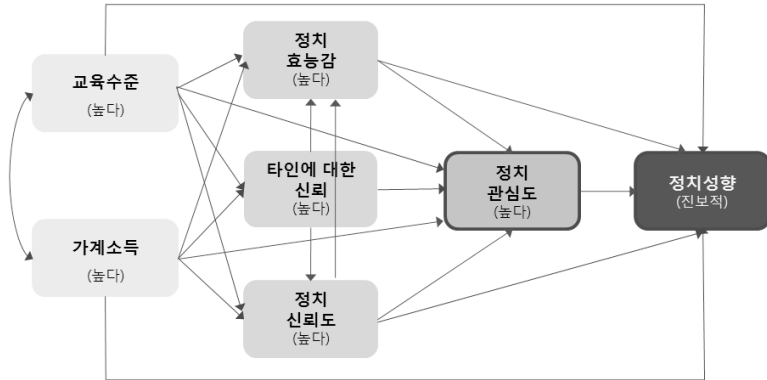 교육수준
(높다)
가계소득
(높다)
정치
효능감
(높다)
타인에 대한
신뢰
(높다)
정치
신뢰도
(높다)
정치
관심도
(높다)
정치성향
(진보적)